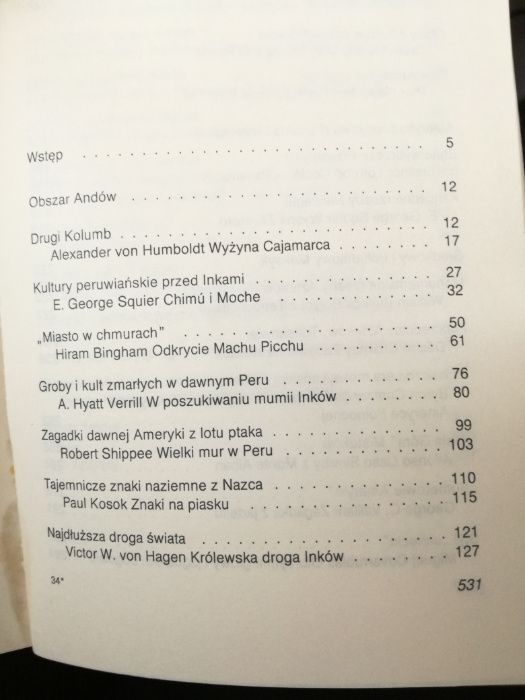 Wstęp . . . . . . . . . . . . . . . . . . . . . . . . . . . . 5
Obszar Andów . . . . . . . . . . . . . . . . . . . . . . . . 12
Drugi Kolumb . . . . . . . . . . . . . . . . . . . . . . . . 12
Alexander von Humboldt Wyżyna Cajamarca . . . . . . . . 17
Kultury peruwiańskie przed Inkami . . . . . . . . . . . . . 27
E. George Squier Chimú i Moche . . . . . . . . . . . . . 32
„Miasto w chmurach" . . . . . . . . . . . . . . . . . . . . 50
Hiram Bingham Odkrycie Machu Picchu . . . . . . . . . . 61
Groby i kult zmarłych w dawnym Peru . . . . . . . . . . . . 76
A. Hyatt Verrill W poszukiwaniu mumii Inków . . . . . . . 80
Zagadki dawnej Ameryki z lotu ptaka . . . . . . . . . . . . 99
Robert Shippee Wielki mur w Peru . . . . . . . . . . . . 103
Tajemnicze znaki naziemne z Nazca . . . . . . . . . . . . . 110
Paul Kosok Znaki na piasku . . . . . . . . . . . . . . . 115
Najdłuższa droga świata . . . . . . . . . . . . . . . . . . 121
Victor W. von Hagen Królewska droga Inków . . . . . . . . 127
34*
531